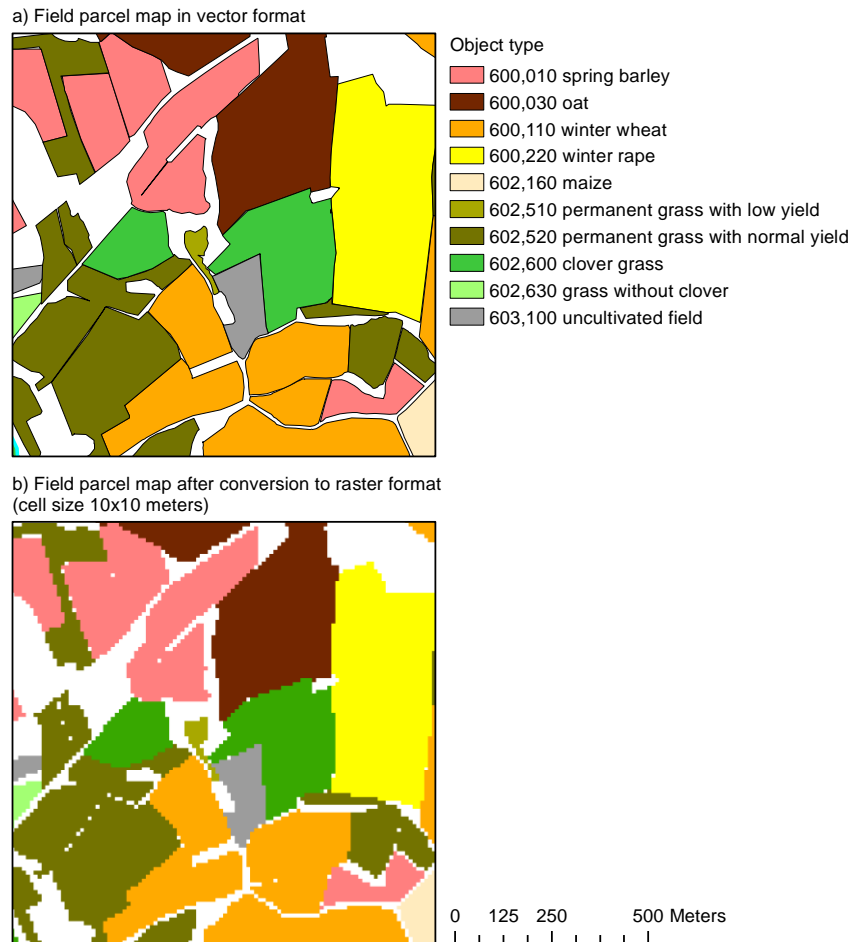 a) Field parcel map in vector format
Object type
600,010 spring barley
600,030 oat
600,110 winter wheat
600,220 winter rape
602,160 maize
602,510 permanent grass with low yield
602,520 permanent grass with normal yield
602,600 clover grass
602,630 grass without clover
603,100 uncultivated field
b) Field parcel map after conversion to raster format
(cell size 10x10 meters)
0 125 250 500 Meters